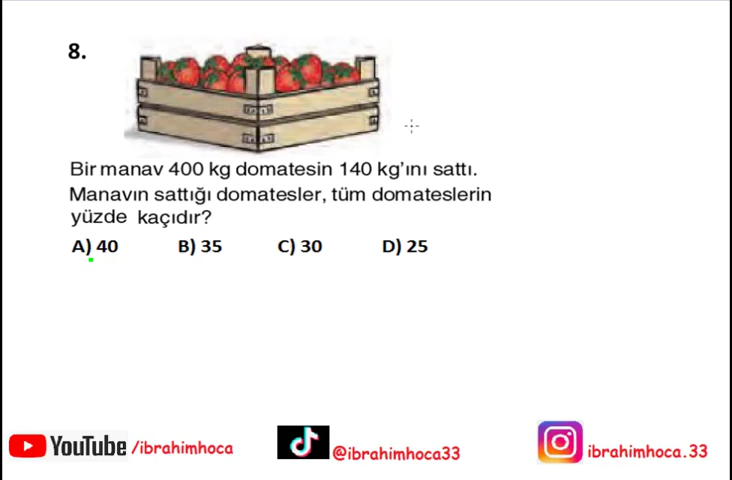 8.
Bir manav 400 kg domatesin 140 kg'ını sattı.
Manavın sattığı domatesler, tüm domateslerin
yüzde kaçıdır?
A) 40 B) 35 C) 30 D) 25
YouTube /ibrahimhoca @ibrahimhoca33 ibrahimhoca.33